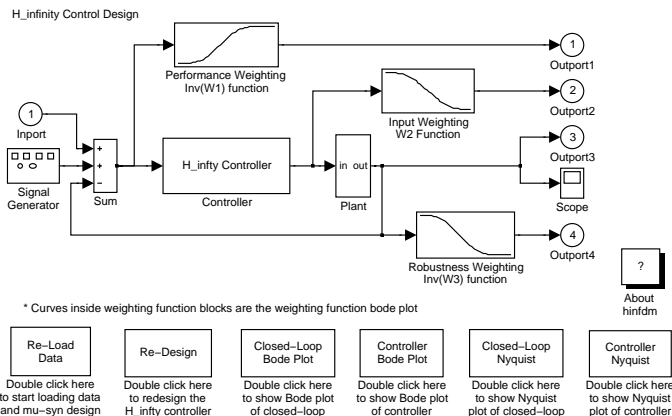 H_infinity Control Design
1
Outport1
Performance Weighting
Inv(W1) function
2
Outport2
Input Weighting
W2 Function
1
Inport
3
Outport3
+
+
−
Sum
H_infty Controller
Controller
in out
Plant
Signal
Generator
Scope
4
Outport4
Robustness Weighting
Inv(W3) function
?
About
hinfdm
* Curves inside weighting function blocks are the weighting function bode plot
Re−Load
Data
Double click here
to start loading data
and mu−syn design
Re−Design
Double click here
to redesign the
H_infty controller
Closed−Loop
Bode Plot
Double click here
to show Bode plot
of closed−loop
Controller
Bode Plot
Double click here
to show Bode plot
of controller
Closed−Loop
Nyquist
Double click here
to show Nyquist
plot of closed−loop
Controller
Nyquist
Double click here
to show Nyquist
plot of controller